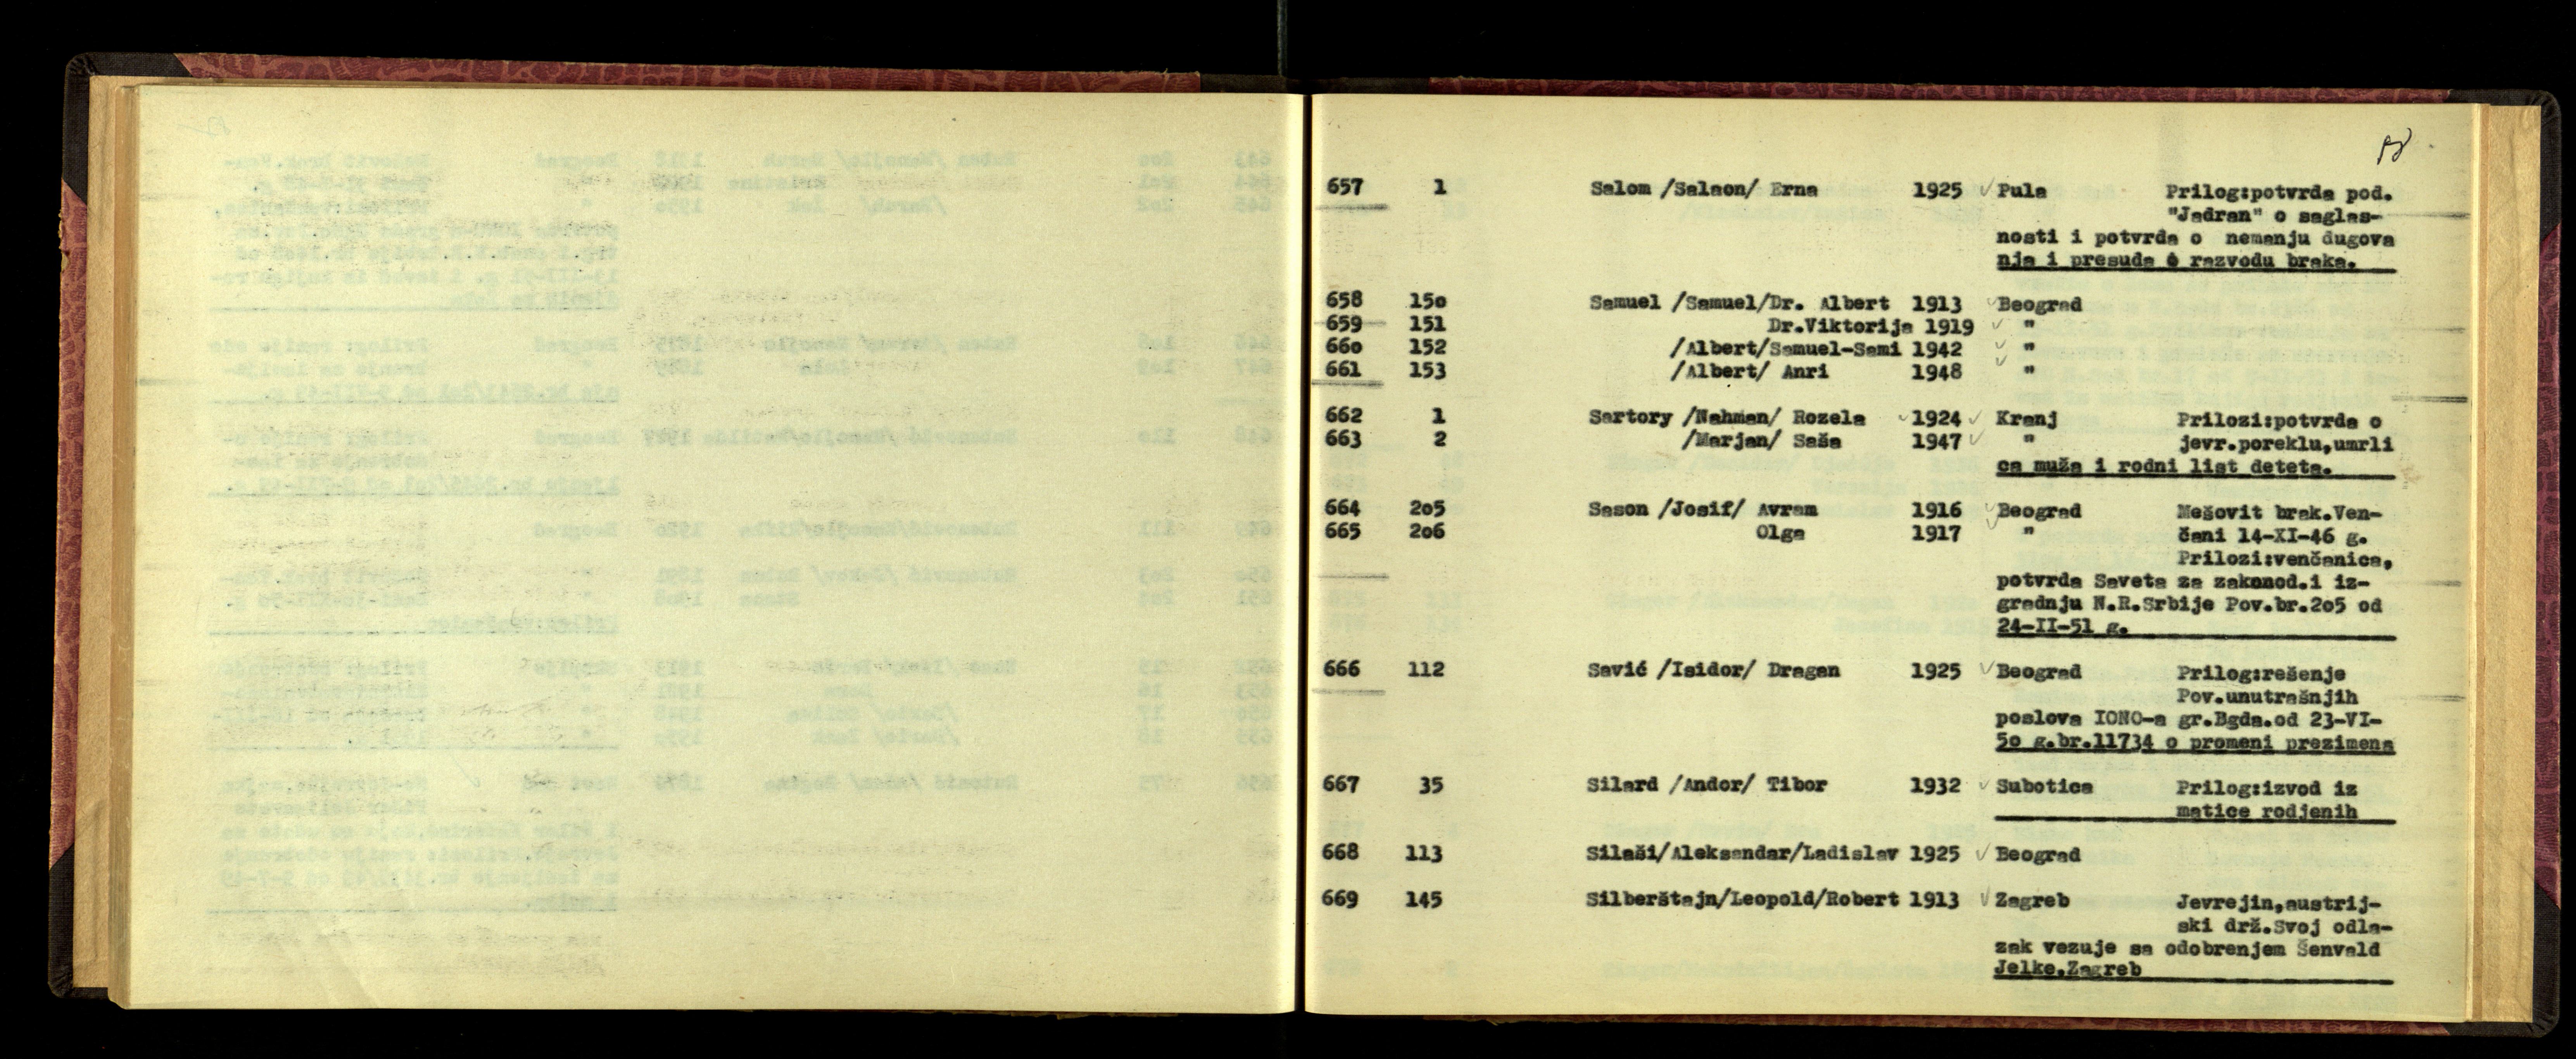 657 1 Salom /Salaon/ Erna 1925 Pula Prilog:potvrda pod.
"Jadran" o saglas-
nosti i potvrda o nemanju dugova
nja i presuda o razvodu braka.
658 15o Samuel /Samuel/Dr. Albert 1913 Beograd
659 151 Dr.Viktorija 1919 "
66o 152 /Albert/Samuel-Sami 1942 "
661 153 /Albert/ Anri 1948 "
662 1 Sartory /Nahman/ Rozela 1924 Kranj Prilozi:potvrda o
663 2 /Marjan/ Saša 1947 " jevr.poreklu,umrli
ca muža i rodni list deteta.
664 2o5 Sason /Josif/ Avram 1916 Beograd Mešovit brak.Ven-
665 2o6 Olga 1917 " čani 14-XI-46 g.
Prilozi:venčanica,
potvrda Saveta za zakonod.i iz-
gradnju N.R.Srbije Pov.br.2o5 od
24-II-51 g.
666 112 Savić /Isidor/ Dragan 1925 Beograd Prilog:rešenje
Pov.unutrašnjih
poslova IONO-a gr.Bgda.od 23-VI-
5o g.br.11734 o promeni prezimena
667 35 Silard /Andor/ Tibor 1932 Subotica Prilog:izvod iz
matice rodjenih
668 113 Silaši/Aleksandar/Ladislav 1925 Beograd
669 145 Silberštajn/Leopold/Robert 1913 Zagreb Jevrejin,austrij-
ski drž.Svoj odla-
zak vezuje sa odobrenjem Šenvald
Jelke.Zagreb